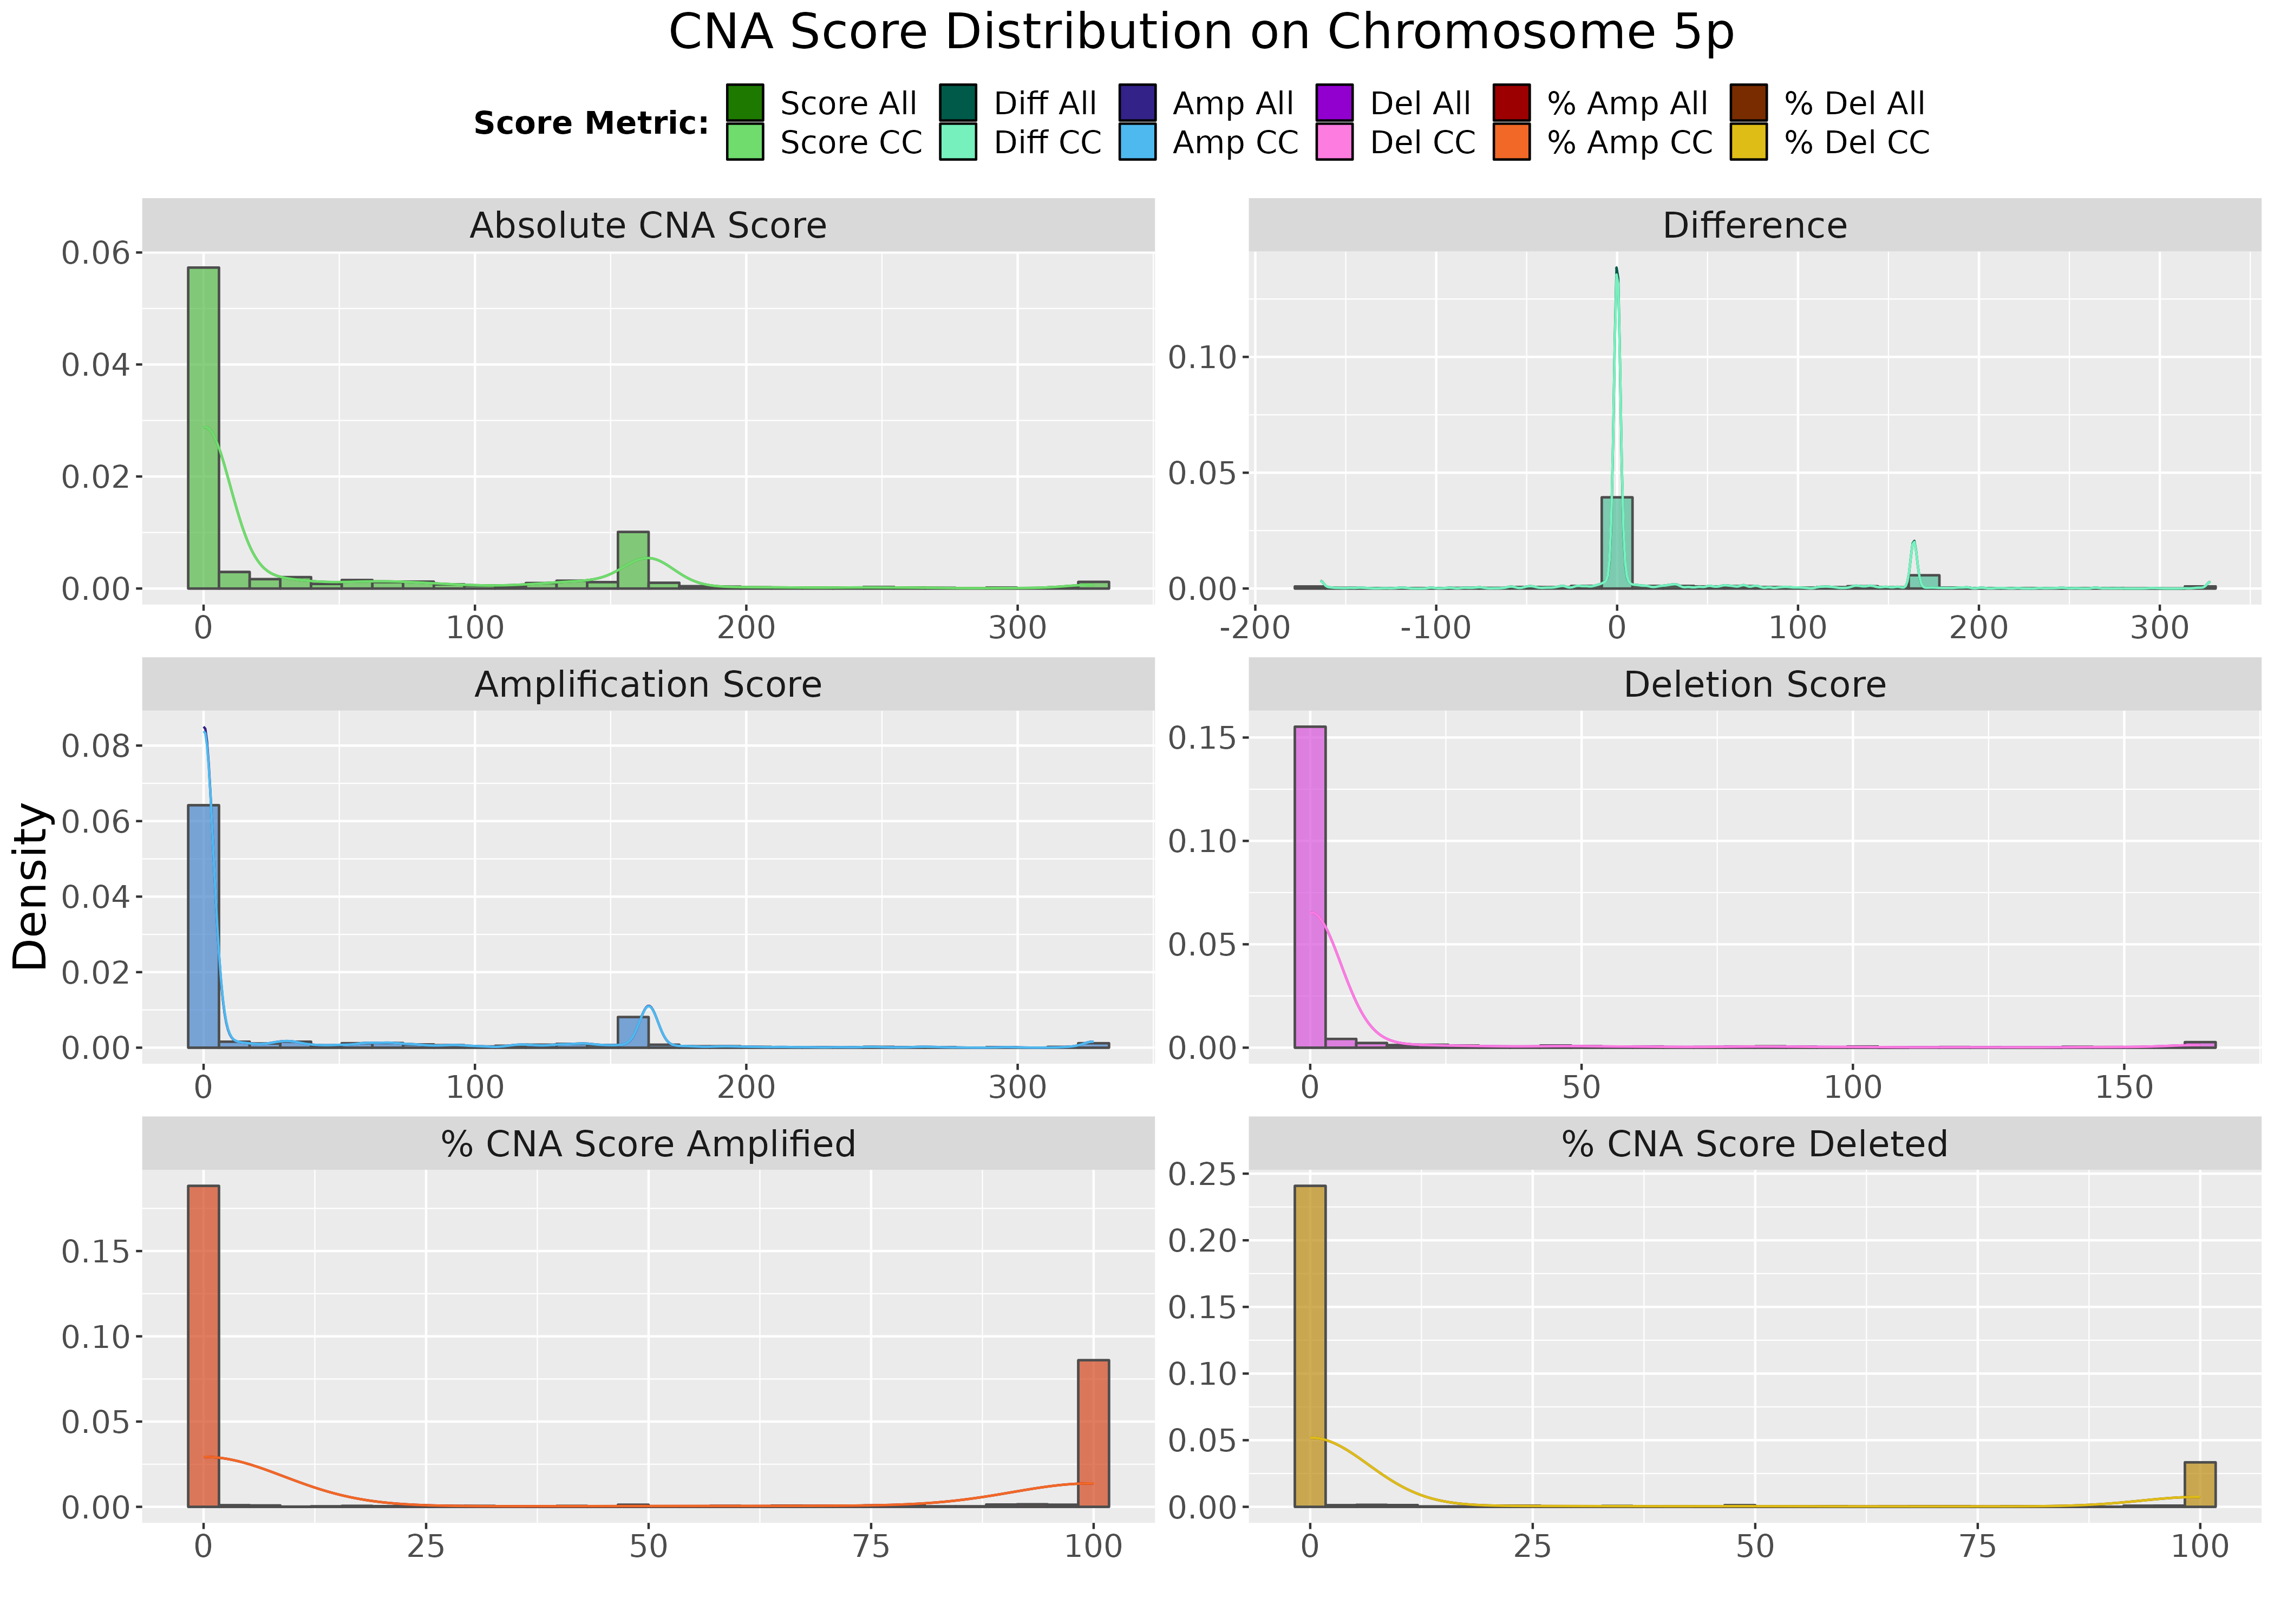 CNA Score Distribution on Chromosome 5p
Score Metric:
Score All Diff All Amp All Del All % Amp All % Del All
Score CC Diff CC Amp CC Del CC % Amp CC % Del CC
Absolute CNA Score
0.06
0.04
0.02
0.00
0 100 200 300
Difference
0.10
0.05
0.00
-200 -100 0 100 200 300
Density
Amplification Score
0.08
0.06
0.04
0.02
0.00
0 100 200 300
Deletion Score
0.15
0.10
0.05
0.00
0 50 100 150
% CNA Score Amplified
0.15
0.10
0.05
0.00
0 25 50 75 100
% CNA Score Deleted
0.25
0.20
0.15
0.10
0.05
0.00
0 25 50 75 100